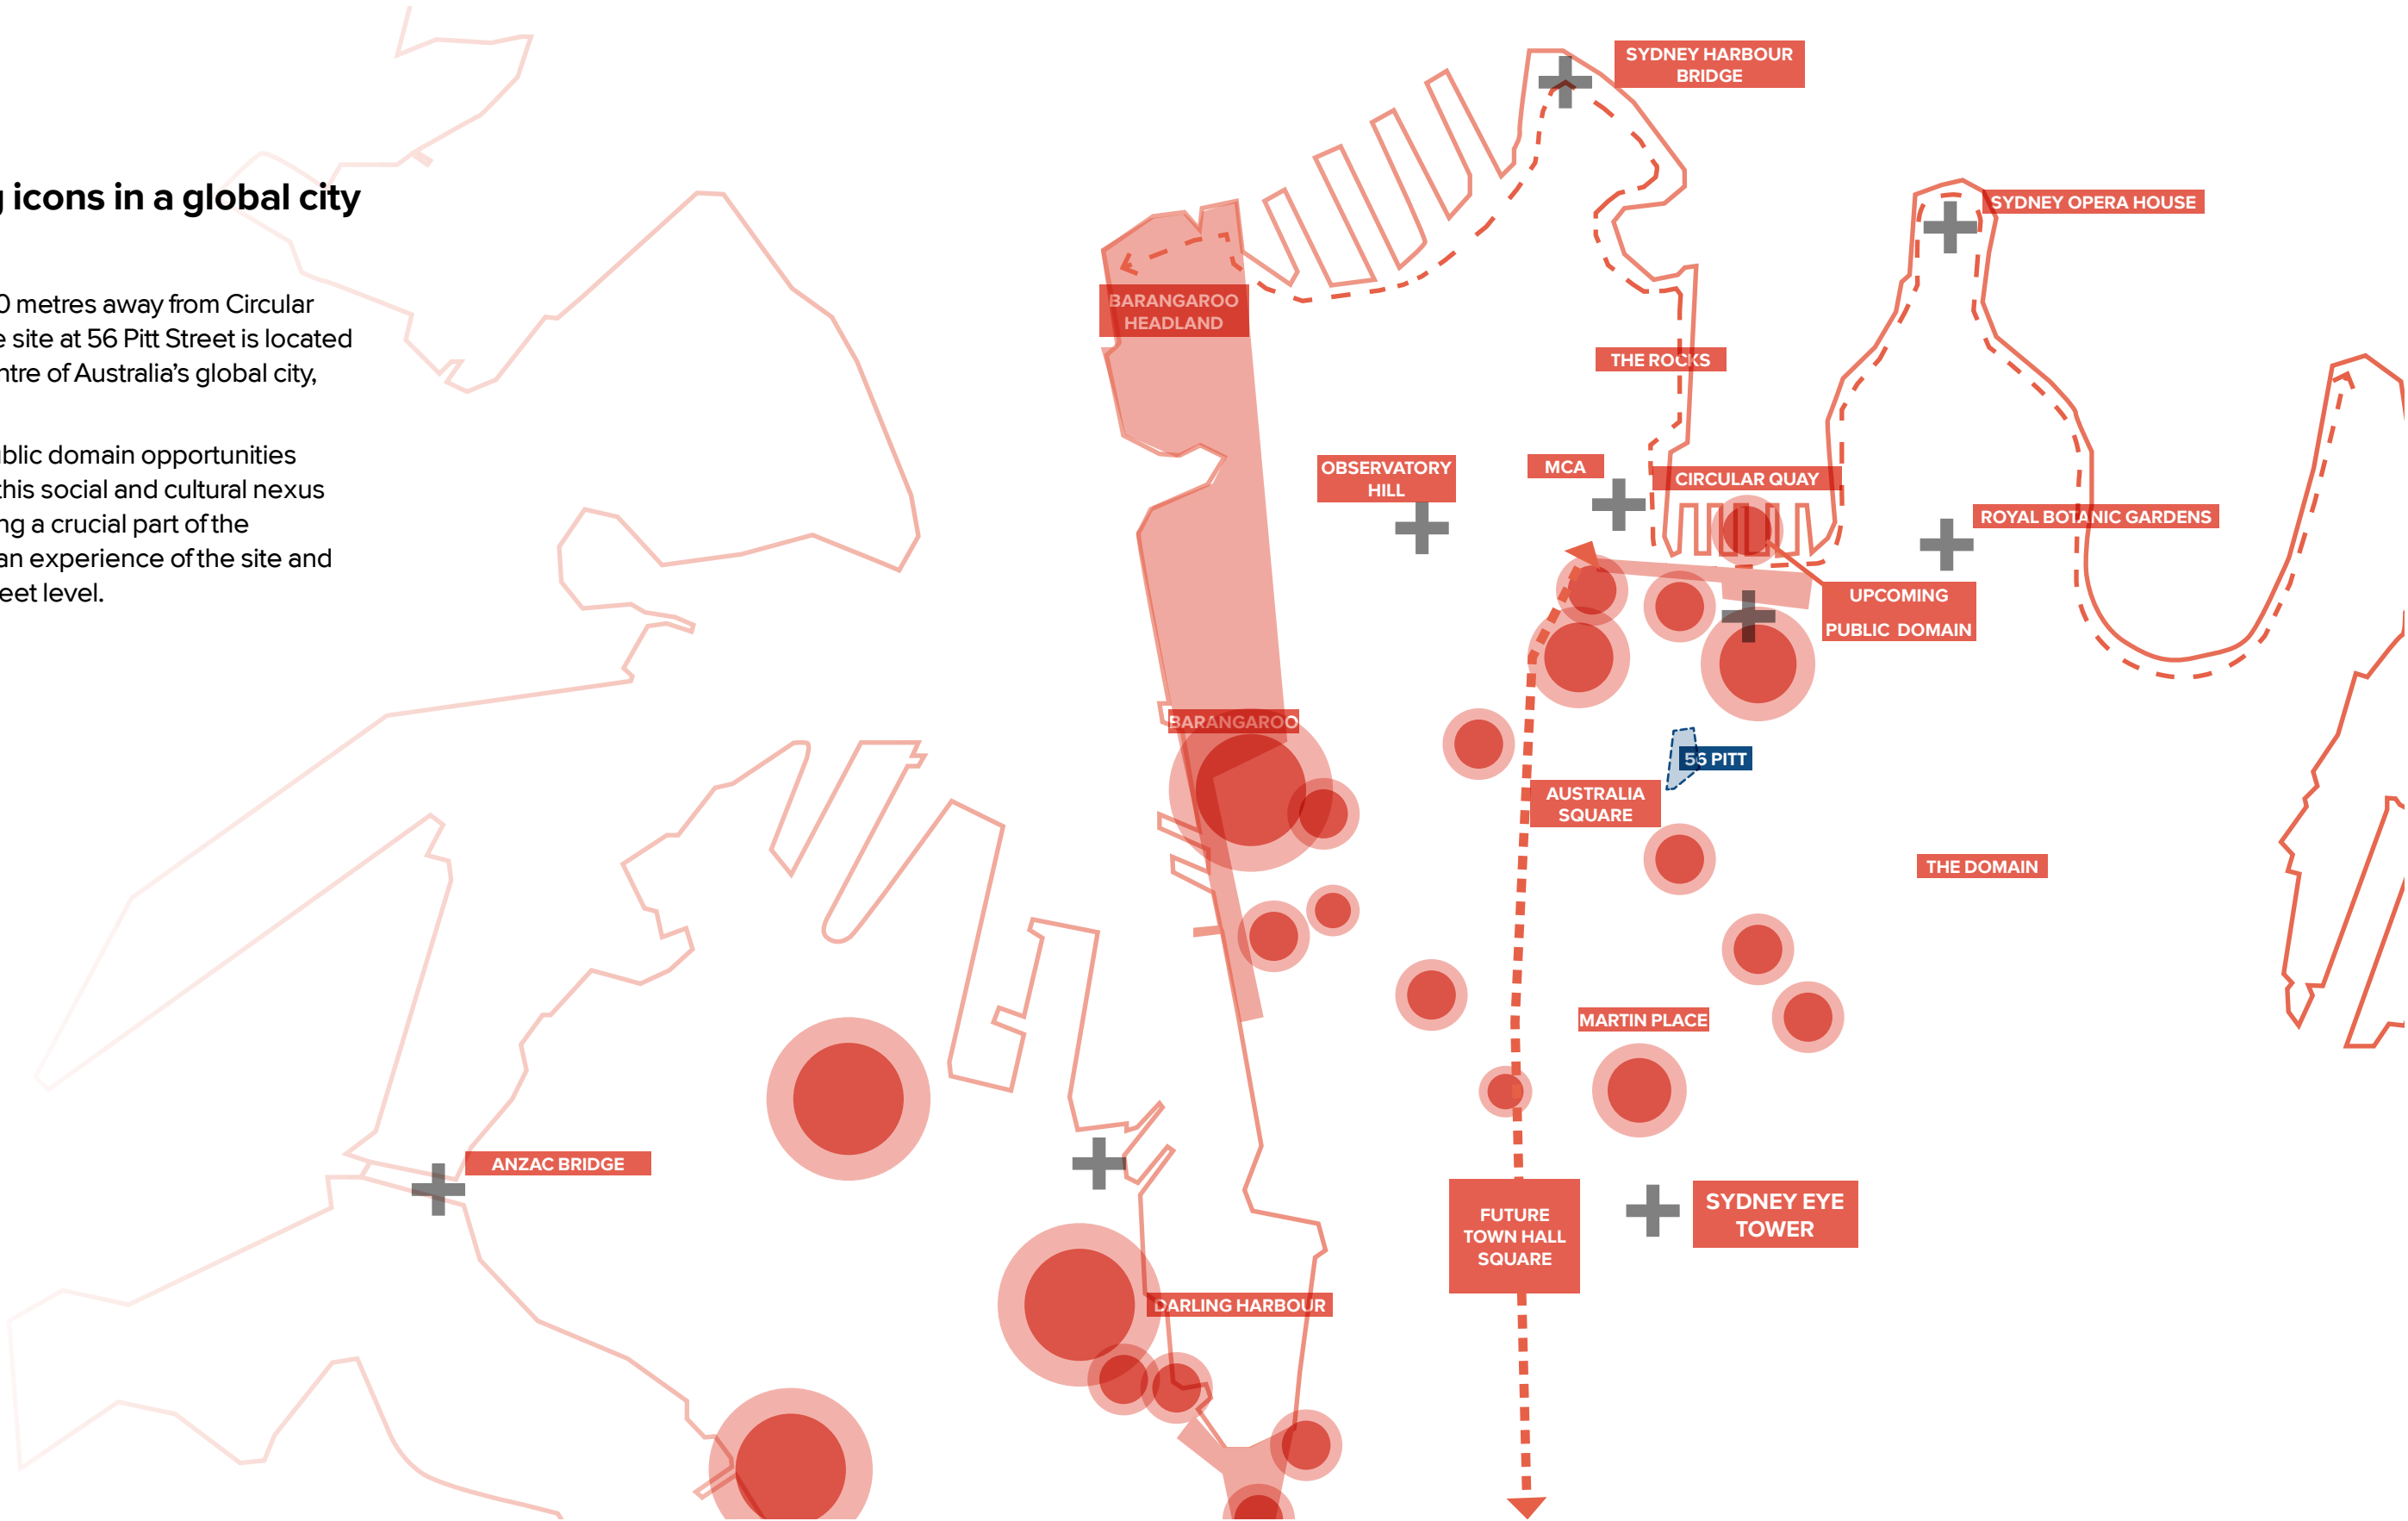 g icons in a global city
0 metres away from Circular
e site at 56 Pitt Street is located
ntre of Australia's global city,
ublic domain opportunities
this social and cultural nexus
ng a crucial part of the
an experience of the site and
eet level.
SYDNEY HARBOUR
BRIDGE
SYDNEY OPERA HOUSE
BARANGAROO
HEADLAND
THE ROCKS
OBSERVATORY
HILL
MCA
CIRCULAR QUAY
ROYAL BOTANIC GARDENS
UPCOMING
PUBLIC DOMAIN
BARANGAROO
56 PITT
AUSTRALIA
SQUARE
THE DOMAIN
MARTIN PLACE
ANZAC BRIDGE
FUTURE
TOWN HALL
SQUARE
SYDNEY EYE
TOWER
DARLING HARBOUR